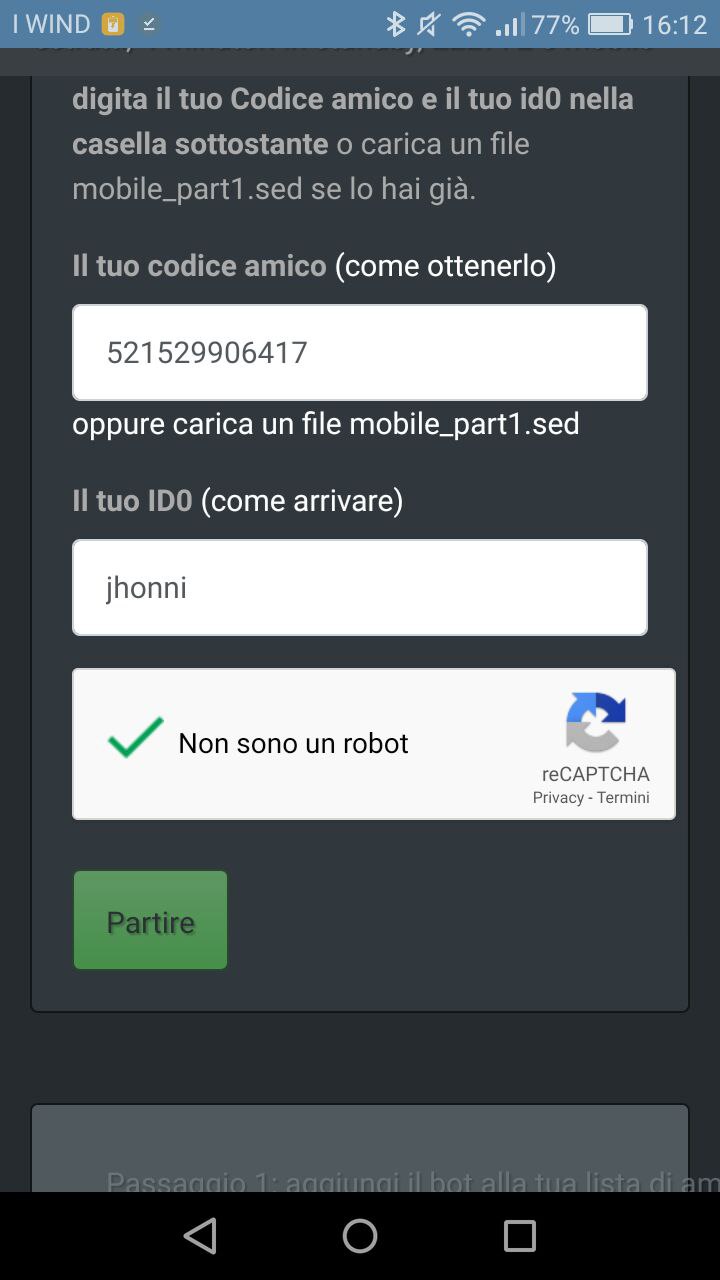 I WIND
77% 16:12
digita il tuo Codice amico e il tuo id0 nella
casella sottostante o carica un file
mobile_part1.sed se lo hai già.
Il tuo codice amico (come ottenerlo)
521529906417
oppure carica un file mobile_part1.sed
Il tuo ID0 (come arrivare)
jhonni
Non sono un robot
reCAPTCHA
Privacy - Termini
Partire
Passaggio 1: aggiungi il bot alla tua lista di am